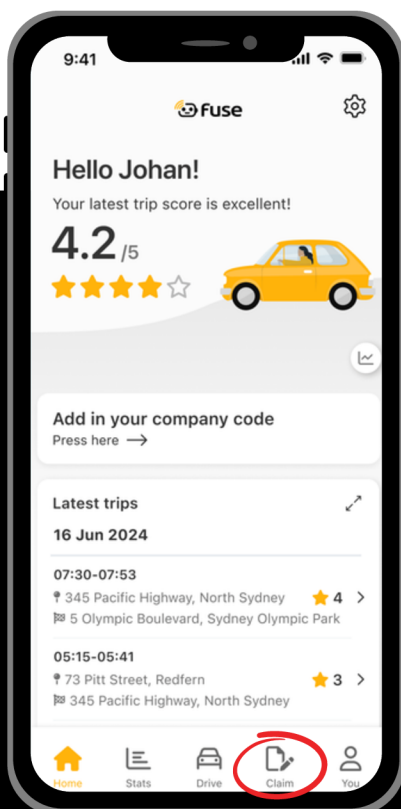 9:41
fuse
Hello Johan!
Your latest trip score is excellent!
4.2 /5
Add in your company code
Press here →
Latest trips
16 Jun 2024
07:30-07:53
345 Pacific Highway, North Sydney 4 >
5 Olympic Boulevard, Sydney Olympic Park
05:15-05:41
73 Pitt Street, Redfern 3 >
345 Pacific Highway, North Sydney
Home Stats Drive Claim You